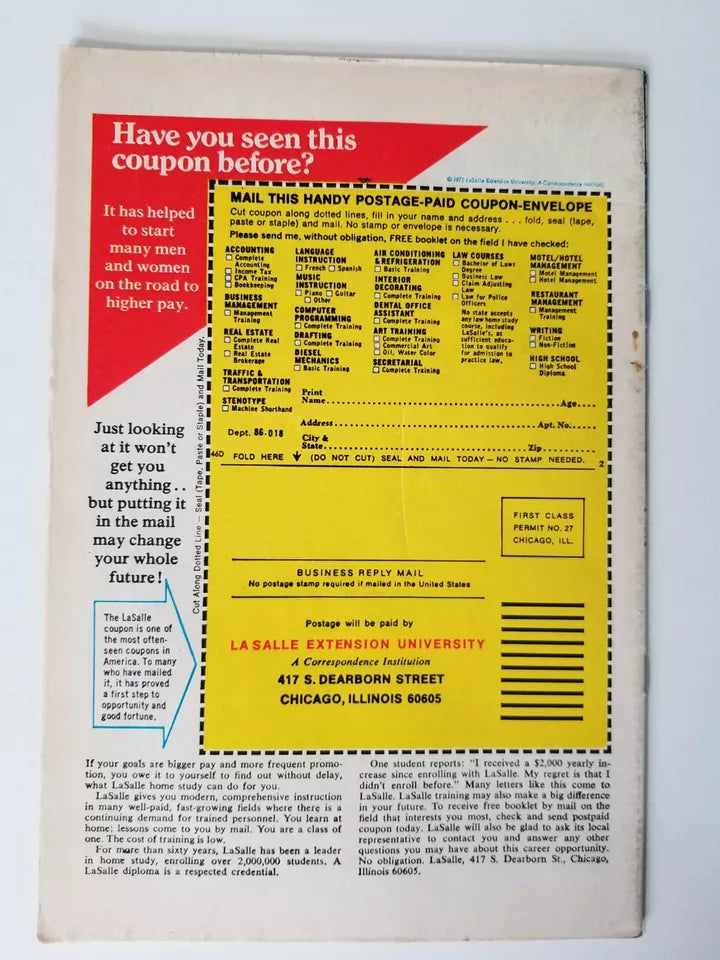 Have you seen this
coupon before?
© 1972 LaSalle Extension University, A Correspondence Institution
It has helped
to start
many men
and women
on the road to
higher pay.
MAIL THIS HANDY POSTAGE-PAID COUPON-ENVELOPE
Cut coupon along dotted lines, fill in your name and address . . . fold, seal (tape,
paste or staple) and mail. No stamp or envelope is necessary.
Please send me, without obligation, FREE booklet on the field I have checked:
ACCOUNTING
Complete
Accounting
Income Tax
CPA Training
Bookkeeping
BUSINESS
MANAGEMENT
Management
Training
REAL ESTATE
Complete Real
Estate
Real Estate
Brokerage
TRAFFIC &
TRANSPORTATION
Complete Training
STENOTYPE
Machine Shorthand
LANGUAGE
INSTRUCTION
French Spanish
MUSIC
INSTRUCTION
Piano Guitar
Other
COMPUTER
PROGRAMMING
Complete Training
DRAFTING
Complete Training
DIESEL
MECHANICS
Basic Training
AIR CONDITIONING
& REFRIGERATION
Basic Training
INTERIOR
DECORATING
Complete Training
DENTAL OFFICE
ASSISTANT
Complete Training
ART TRAINING
Complete Training
Commercial Art
Oil, Water Color
SECRETARIAL
Complete Training
LAW COURSES
Bachelor of Laws
Degree
Business Law
Claim Adjusting
Law
Law for Police
Officers
No state accepts
any law home study
course, including
LaSalle's, as
sufficient educa-
tion to qualify
for admission to
practice law.
MOTEL/HOTEL
MANAGEMENT
Motel Management
Hotel Management
RESTAURANT
MANAGEMENT
Management
Training
WRITING
Fiction
Non-Fiction
HIGH SCHOOL
High School
Diploma
Print
Name.....Age...
Address.....Apt. No.....
Dept. 86-018
City &
State.....Zip.....
46D FOLD HERE (DO NOT CUT) SEAL AND MAIL TODAY — NO STAMP NEEDED. 2
Cut Along Dotted Line — Seal (Tape, Paste or Staple) and Mail Today.
Just looking
at it won't
get you
anything . .
but putting it
in the mail
may change
your whole
future!
The LaSalle
coupon is one of
the most often-
seen coupons in
America. To many
who have mailed
it, it has proved
a first step to
opportunity and
good fortune.
FIRST CLASS
PERMIT NO. 27
CHICAGO, ILL.
BUSINESS REPLY MAIL
No postage stamp required if mailed in the United States
Postage will be paid by
LA SALLE EXTENSION UNIVERSITY
A Correspondence Institution
417 S. DEARBORN STREET
CHICAGO, ILLINOIS 60605
If your goals are bigger pay and more frequent promo-
tion, you owe it to yourself to find out without delay,
what LaSalle home study can do for you.
LaSalle gives you modern, comprehensive instruction
in many well-paid, fast-growing fields where there is a
continuing demand for trained personnel. You learn at
home; lessons come to you by mail. You are a class of
one. The cost of training is low.
For more than sixty years, LaSalle has been a leader
in home study, enrolling over 2,000,000 students. A
LaSalle diploma is a respected credential.
One student reports: "I received a $2,000 yearly in-
crease since enrolling with LaSalle. My regret is that I
didn't enroll before." Many letters like this come to
LaSalle. LaSalle training may also make a big difference
in your future. To receive free booklet by mail on the
field that interests you most, check and send postpaid
coupon today. LaSalle will also be glad to ask its local
representative to contact you and answer any other
questions you may have about this career opportunity.
No obligation. LaSalle, 417 S. Dearborn St., Chicago,
Illinois 60605.